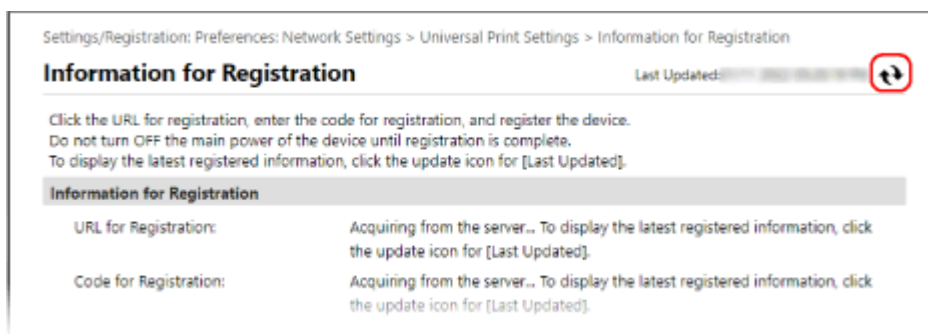 Settings/Registration: Preferences: Network Settings > Universal Print Settings > Information for Registration
Information for Registration
Last Updated:
Click the URL for registration, enter the code for registration, and register the device.
Do not turn OFF the main power of the device until registration is complete.
To display the latest registered information, click the update icon for [Last Updated].
Information for Registration
URL for Registration: Acquiring from the server... To display the latest registered information, click
the update icon for [Last Updated].
Code for Registration: Acquiring from the server... To display the latest registered information, click
the update icon for [Last Updated].